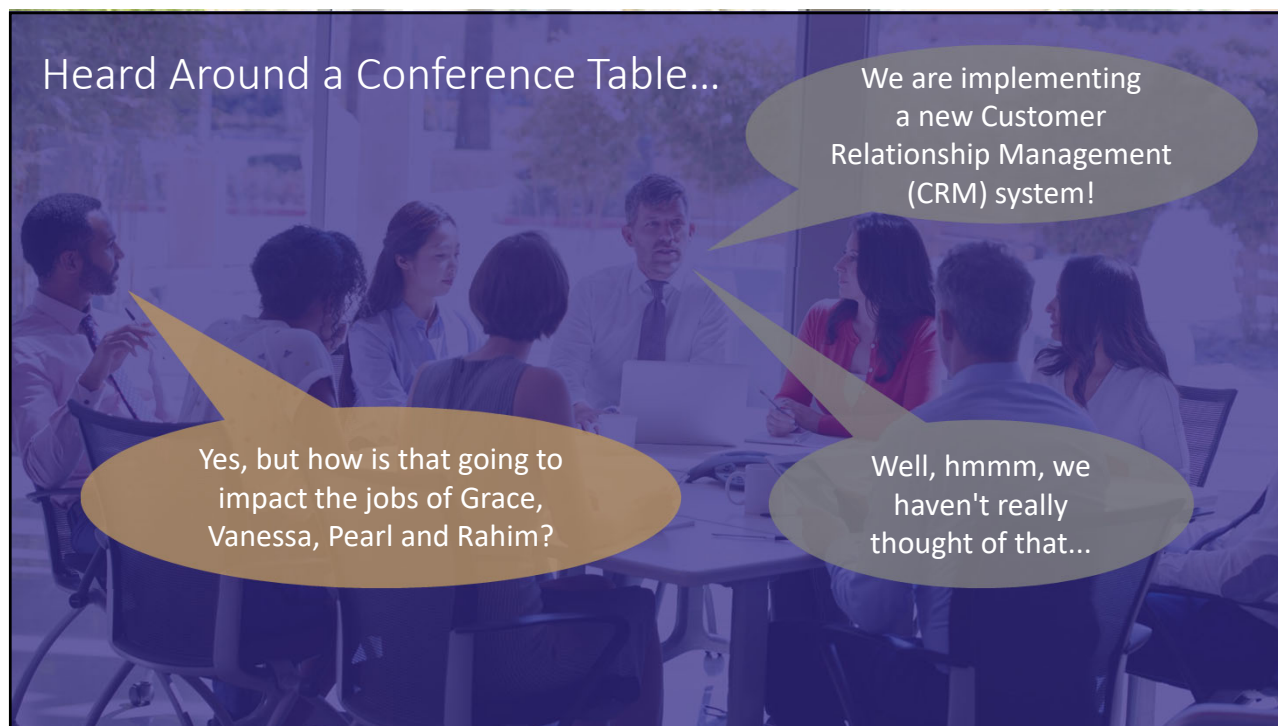 Heard Around a Conference Table...
We are implementing
a new Customer
Relationship Management
(CRM) system!
Yes, but how is that going to
impact the jobs of Grace,
Vanessa, Pearl and Rahim?
Well, hmmm, we
haven't really
thought of that...